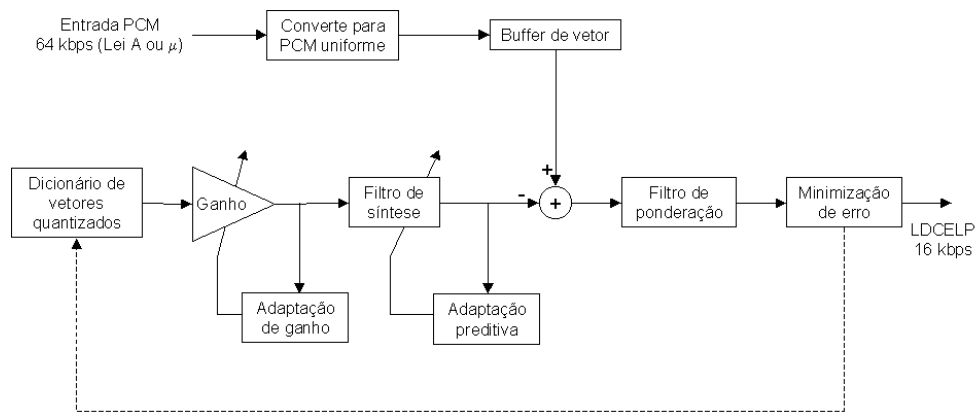 Entrada PCM
64 kbps (Lei A ou μ)
Converte para
PCM uniforme
Buffer de vetor
+
Dicionário de
vetores
quantizados
Ganho
Filtro de
síntese
-
+
Filtro de
ponderação
Minimização
de erro
LDCELP
16 kbps
Adaptação
de ganho
Adaptação
preditiva